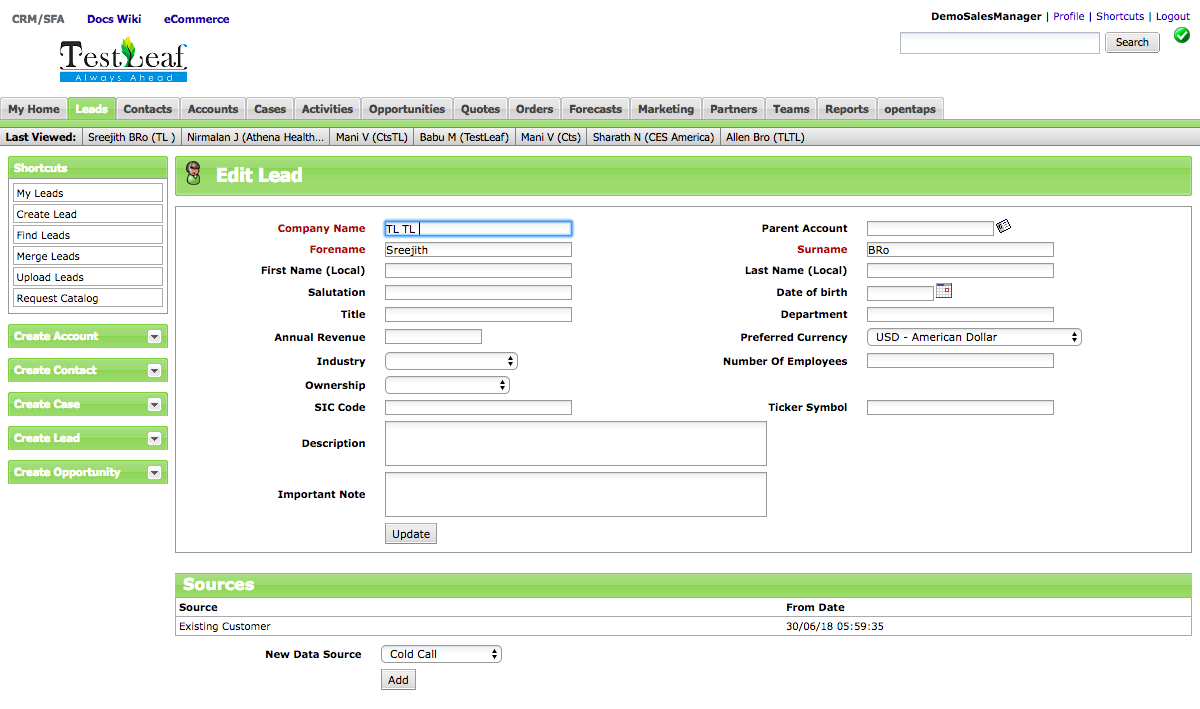 CRM/SFA Docs Wiki eCommerce
DemoSalesManager | Profile | Shortcuts | Logout
Search
TestLeaf
Always Ahead
My Home Leads Contacts Accounts Cases Activities Opportunities Quotes Orders Forecasts Marketing Partners Teams Reports opentaps
Last Viewed: Sreejith BRo (TL ) Nirmalan J (Athena Health... Mani V (CtsTL) Babu M (TestLeaf) Mani V (Cts) Sharath N (CES America) Allen Bro (TLTL)
Shortcuts
My Leads
Create Lead
Find Leads
Merge Leads
Upload Leads
Request Catalog
Create Account
Create Contact
Create Case
Create Lead
Create Opportunity
Edit Lead
Company Name TL TL Parent Account
Forename Sreejith Surname BRo
First Name (Local) Last Name (Local)
Salutation Date of birth
Title Department
Annual Revenue Preferred Currency USD - American Dollar
Industry Number Of Employees
Ownership
SIC Code Ticker Symbol
Description
Important Note
Update
Sources
Source From Date
Existing Customer 30/06/18 05:59:35
New Data Source Cold Call
Add